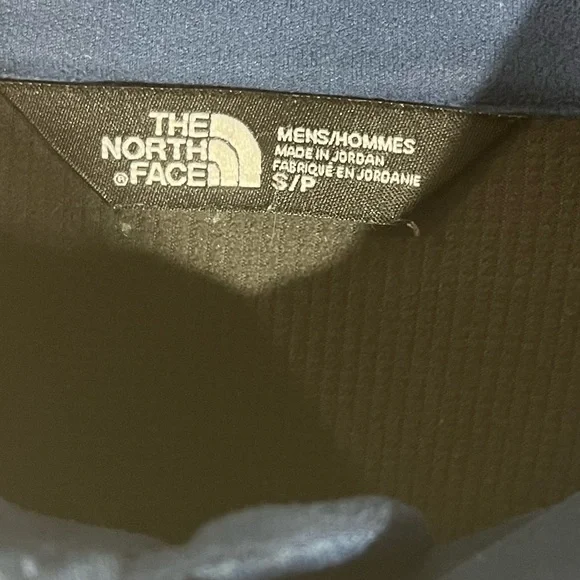 THE
NORTH
®FACE
MENS/HOMMES
MADE IN JORDAN
FABRIQUÉ EN JORDANIE
S/P